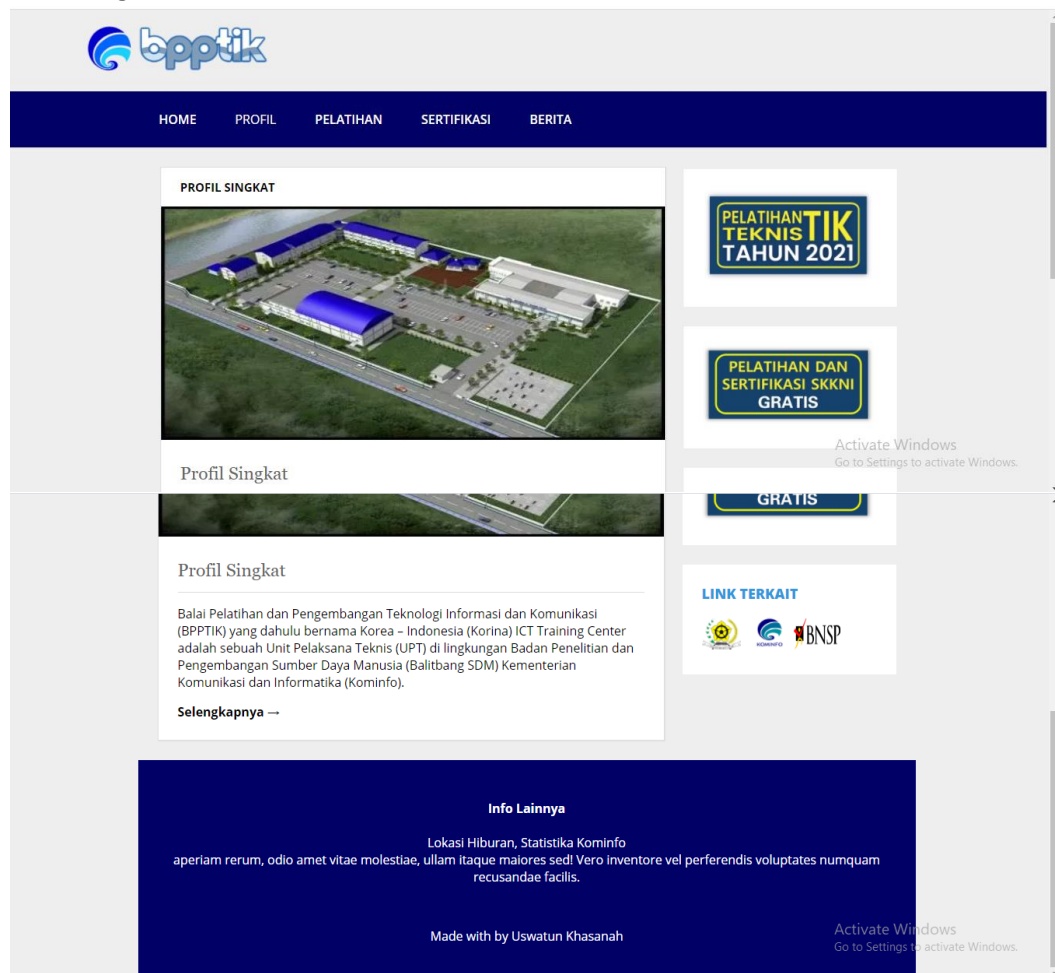 bpptik
HOME PROFIL PELATIHAN SERTIFIKASI BERITA
PROFIL SINGKAT
Profil Singkat
PELATIHAN TIK
TEKNIS
TAHUN 2021
PELATIHAN DAN
SERTIFIKASI SKKNI
GRATIS
Activate Windows
Go to Settings to activate Windows.
GRATIS
Profil Singkat
Balai Pelatihan dan Pengembangan Teknologi Informasi dan Komunikasi
(BPPTIK) yang dahulu bernama Korea – Indonesia (Korina) ICT Training Center
adalah sebuah Unit Pelaksana Teknis (UPT) di lingkungan Badan Penelitian dan
Pengembangan Sumber Daya Manusia (Balitbang SDM) Kementerian
Komunikasi dan Informatika (Kominfo).
Selengkapnya →
LINK TERKAIT
KOMINFO
BNSP
Info Lainnya
Lokasi Hiburan, Statistika Kominfo
aperiam rerum, odio amet vitae molestiae, ullam itaque maiores sed! Vero inventore vel perferendis voluptates numquam
recusandae facilis.
Made with by Uswatun Khasanah
Activate Windows
Go to Settings to activate Windows.